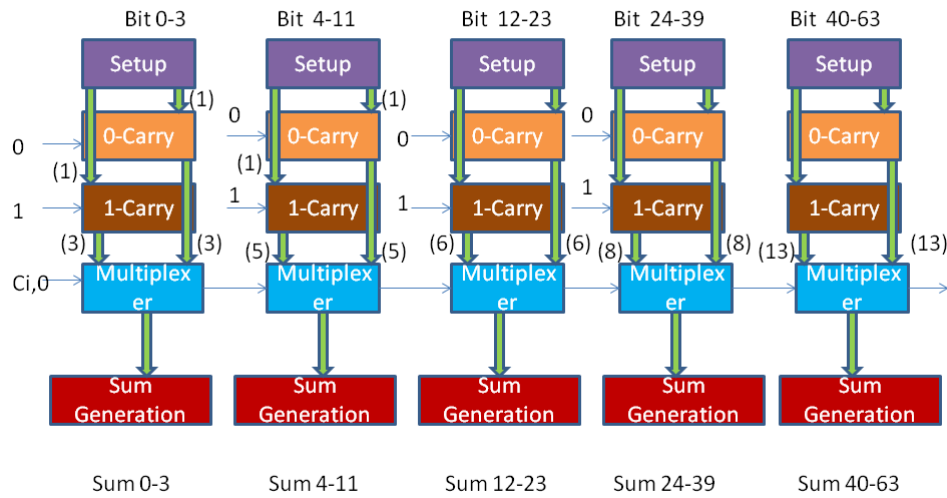 Bit 0-3
Bit 4-11
Bit 12-23
Bit 24-39
Bit 40-63
Setup
Setup
Setup
Setup
Setup
(1)
(1)
0
0-Carry
0
0-Carry
0
0-Carry
0
0-Carry
0-Carry
(1)
(1)
1
1-Carry
1
1-Carry
1
1-Carry
1
1-Carry
1-Carry
(3)
(3)
(5)
(5)
(6)
(6)
(8)
(8)
(13)
(13)
Ci,0
Multiplex
er
Multiplex
er
Multiplex
er
Multiplex
er
Multiplex
er
Sum
Generation
Sum
Generation
Sum
Generation
Sum
Generation
Sum
Generation
Sum 0-3
Sum 4-11
Sum 12-23
Sum 24-39
Sum 40-63